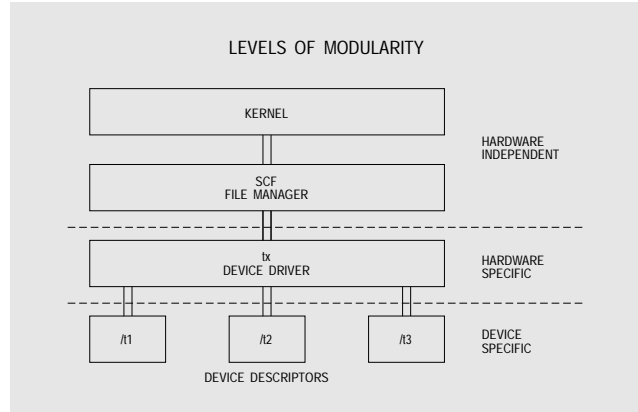 LEVELS OF MODULARITY
KERNEL
HARDWARE
INDEPENDENT
SCF
FILE MANAGER
tx
DEVICE DRIVER
HARDWARE
SPECIFIC
/t1
/t2
/t3
DEVICE
SPECIFIC
DEVICE DESCRIPTORS